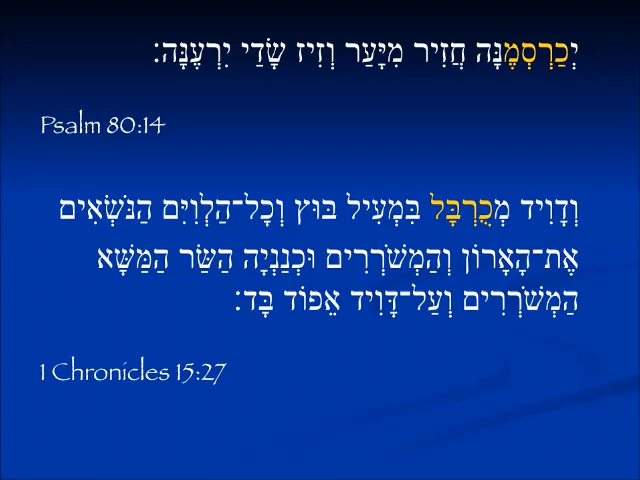 יְכַרְסְמֶנָּה חֲזִיר מִיָּעַר וְזִיז שָׂדַי יִרְעֶנָּה׃
Psalm 80:14
וְדָוִיד מְכֻרְבָּל בִּמְעִיל בּוּץ וְכָל־הַלְוִיִּם הַנֹּשְׂאִים
אֶת־הָאָרוֹן וְהַמְשֹׁרְרִים וּכְנַנְיָה הַשַּׂר הַמַּשָּׂא
הַמְשֹׁרְרִים וְעַל־דָּוִיד אֵפוֹד בָּד׃
1 Chronicles 15:27